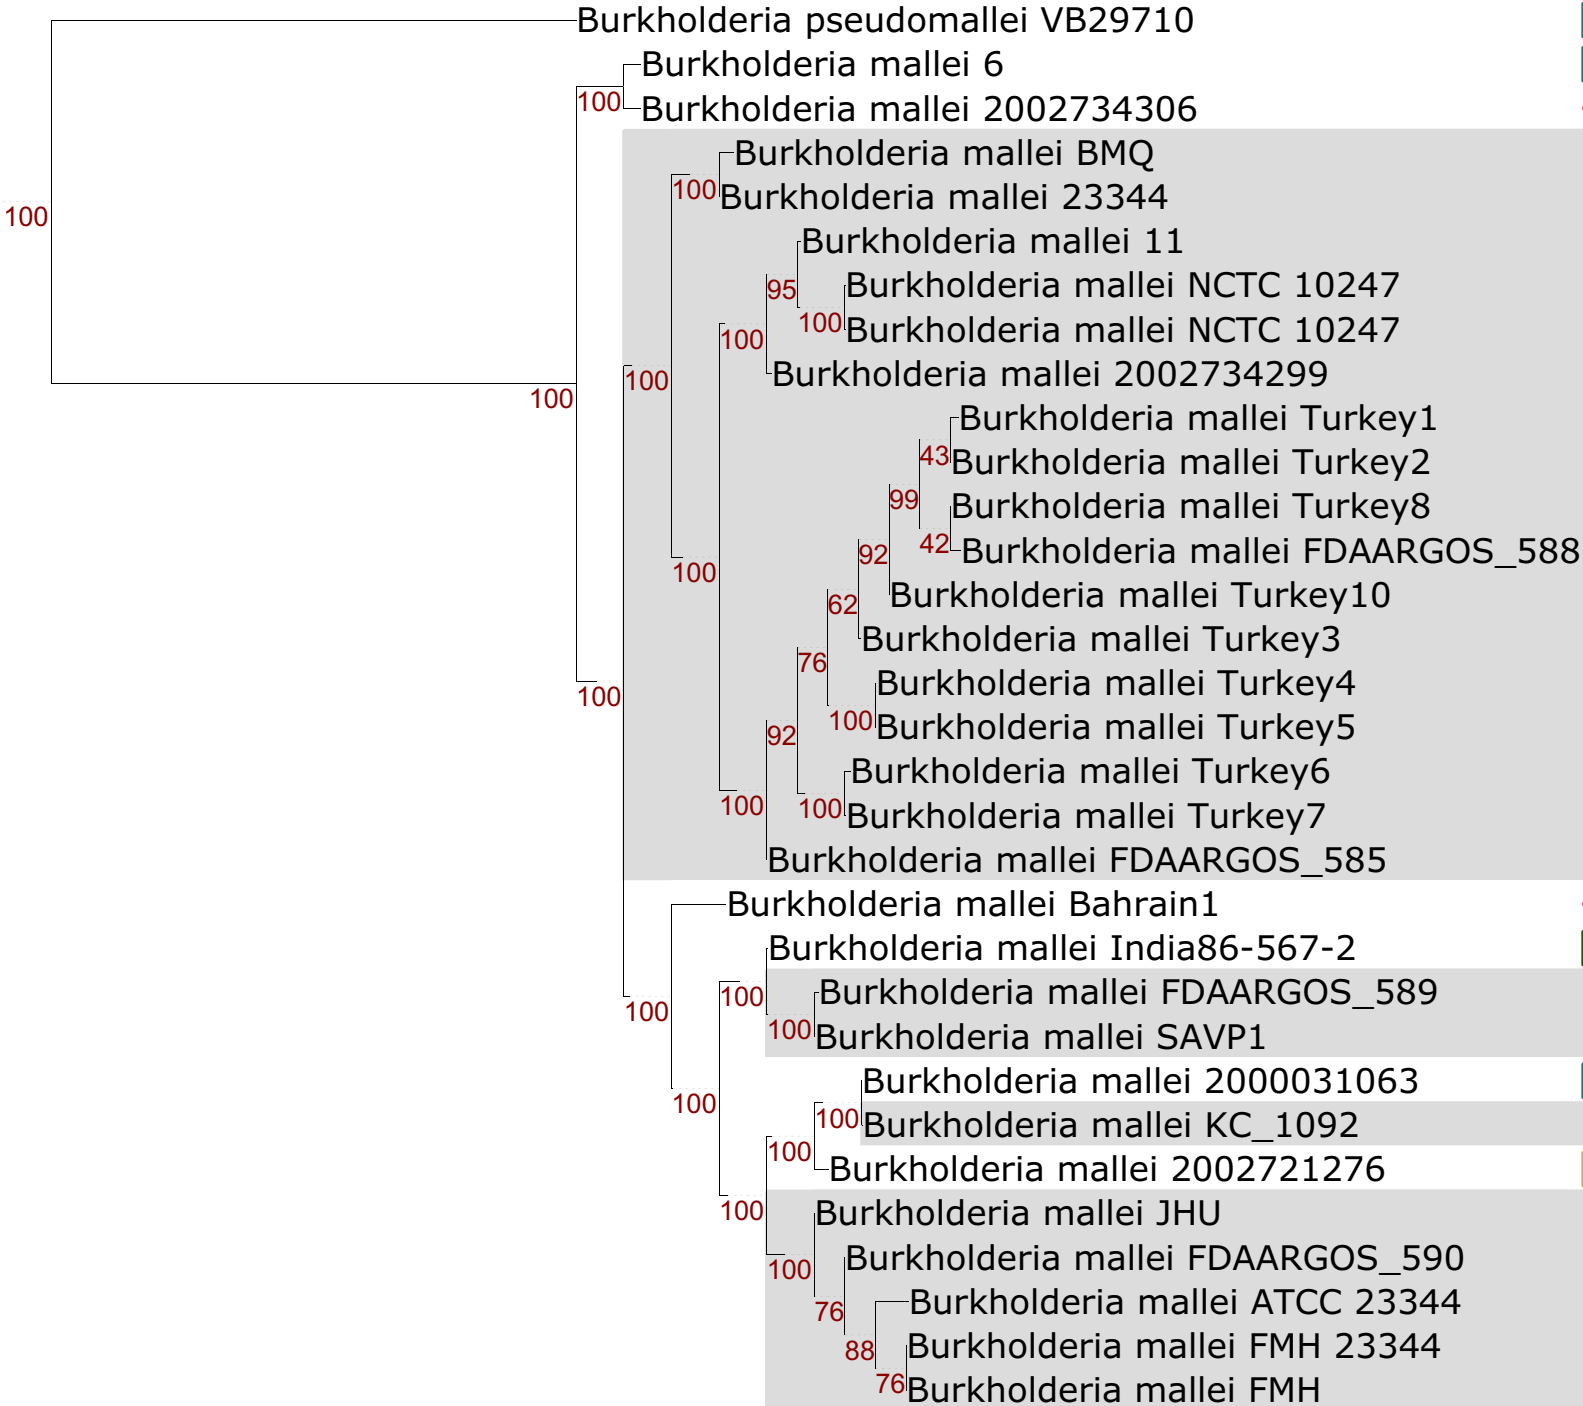 Burkholderia pseudomallei VB29710
Burkholderia mallei 6
100
Burkholderia mallei 2002734306
Burkholderia mallei BMQ
100
Burkholderia mallei 23344
100
Burkholderia mallei 11
Burkholderia mallei NCTC 10247
95
100
Burkholderia mallei NCTC 10247
100
Burkholderia mallei 2002734299
100
100
Burkholderia mallei Turkey1
43
Burkholderia mallei Turkey2
99
Burkholderia mallei Turkey8
42
Burkholderia mallei FDAARGOS_588
92
100
Burkholderia mallei Turkey10
62
Burkholderia mallei Turkey3
76
Burkholderia mallei Turkey4
100
100
Burkholderia mallei Turkey5
92
Burkholderia mallei Turkey6
100
100
Burkholderia mallei Turkey7
Burkholderia mallei FDAARGOS_585
Burkholderia mallei Bahrain1
Burkholderia mallei India86-567-2
100
Burkholderia mallei FDAARGOS_589
100
100
Burkholderia mallei SAVP1
Burkholderia mallei 2000031063
100
100
Burkholderia mallei KC_1092
100
Burkholderia mallei 2002721276
100
Burkholderia mallei JHU
100
Burkholderia mallei FDAARGOS_590
76
Burkholderia mallei ATCC 23344
88
Burkholderia mallei FMH 23344
76
Burkholderia mallei FMH